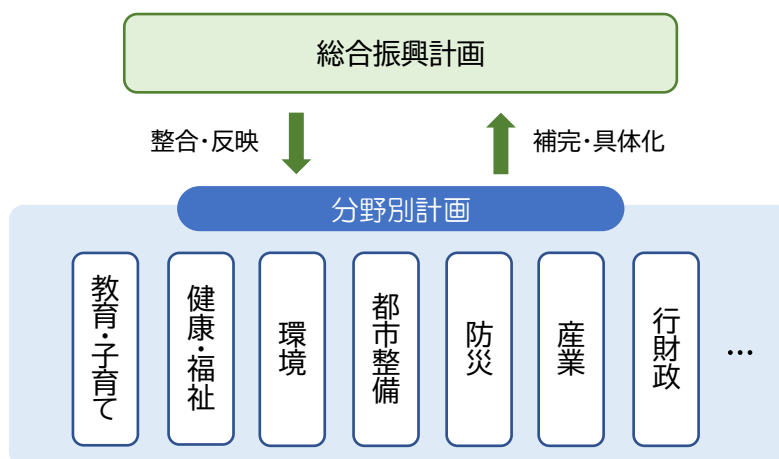 総合振興計画
整合・反映
補完・具体化
分野別計画
教育・子育て
健康・福祉
環境
都市整備
防災
産業
行財政
…